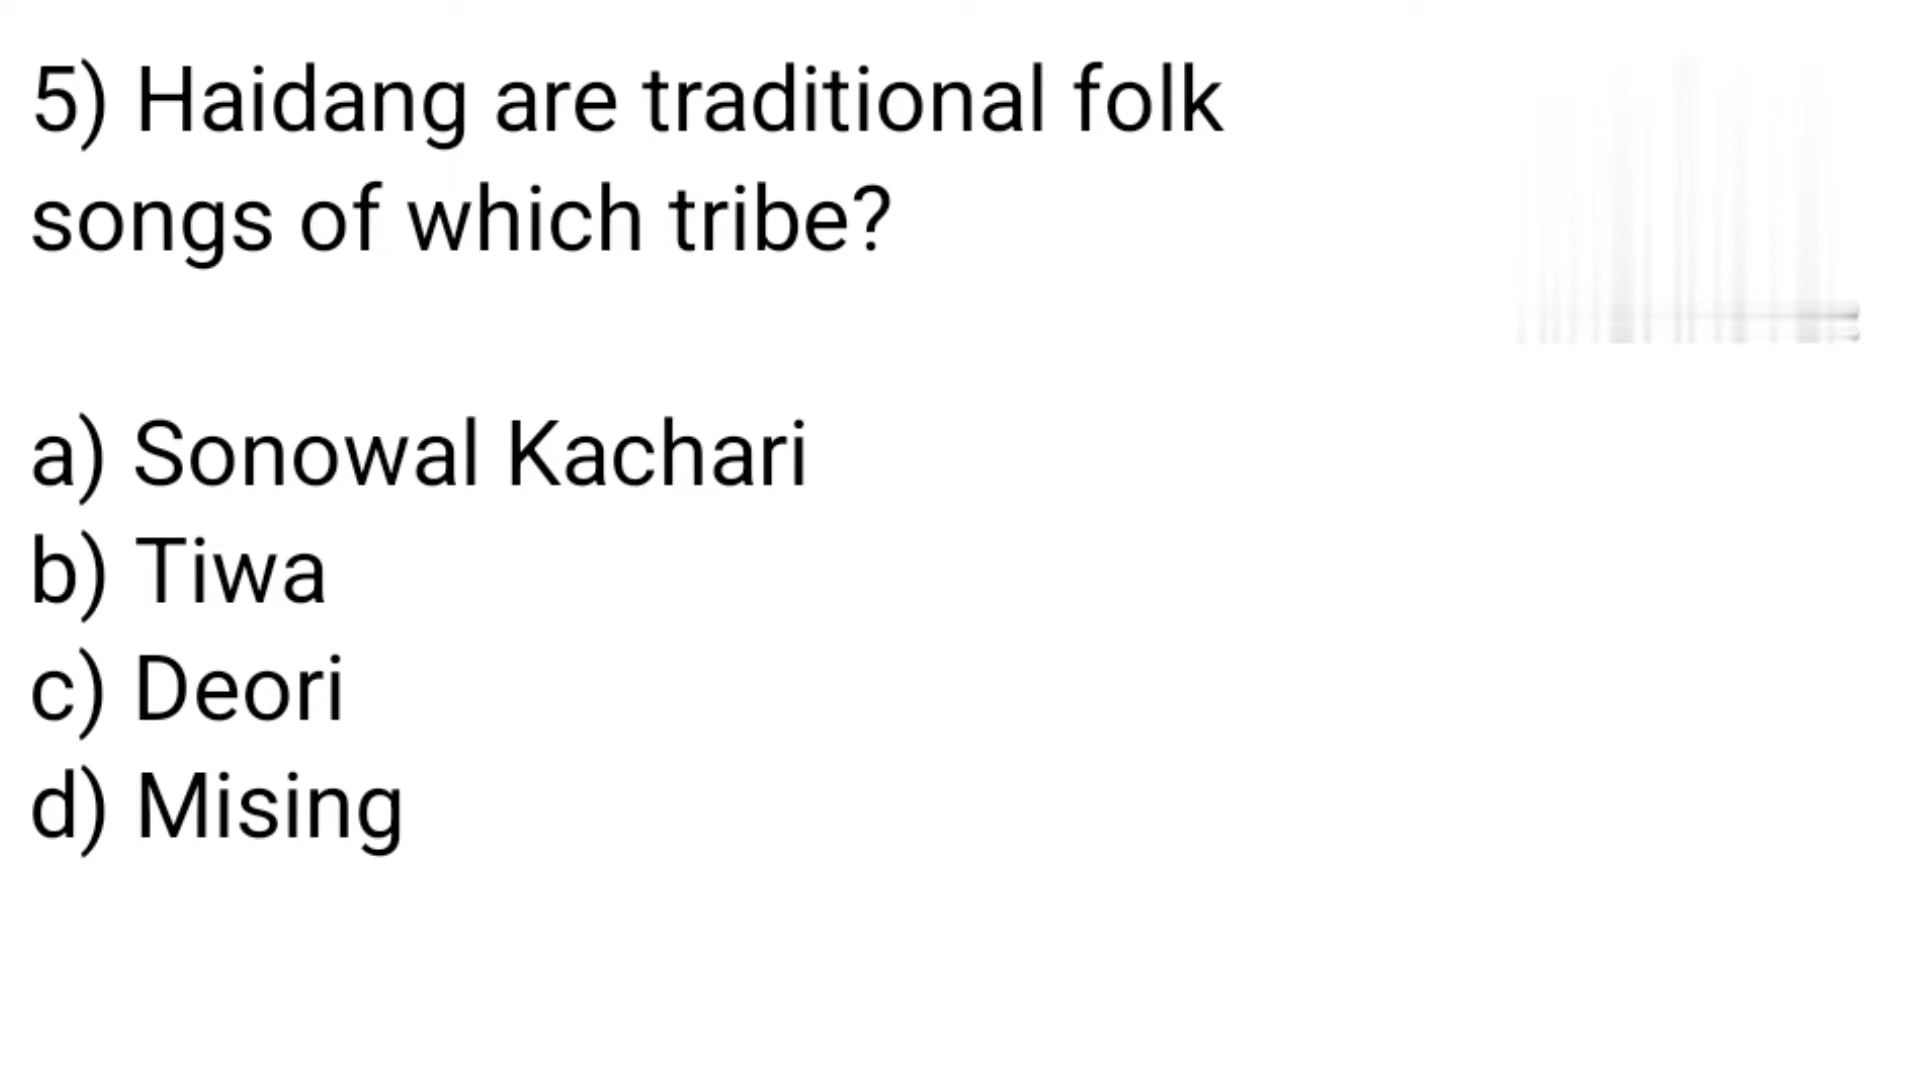 5) Haidang are traditional folk
songs of which tribe?
a) Sonowal Kachari
b) Tiwa
c) Deori
d) Mising